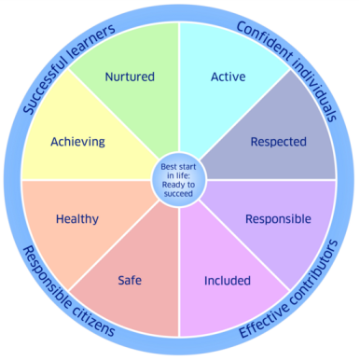 Successful learners
Confident individuals
Nurtured
Active
Achieving
Respected
Best start
in life:
Ready to
succeed
Healthy
Responsible
Safe
Included
Responsible citizens
Effective contributors